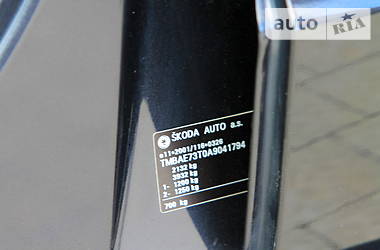 auto
RIA
ŠKODA AUTO a.s.
e11*2001/116*0326
TMBAE73T0A9041794
2132 kg
3932 kg
1- 1200 kg
2- 1250 kg
700 kg